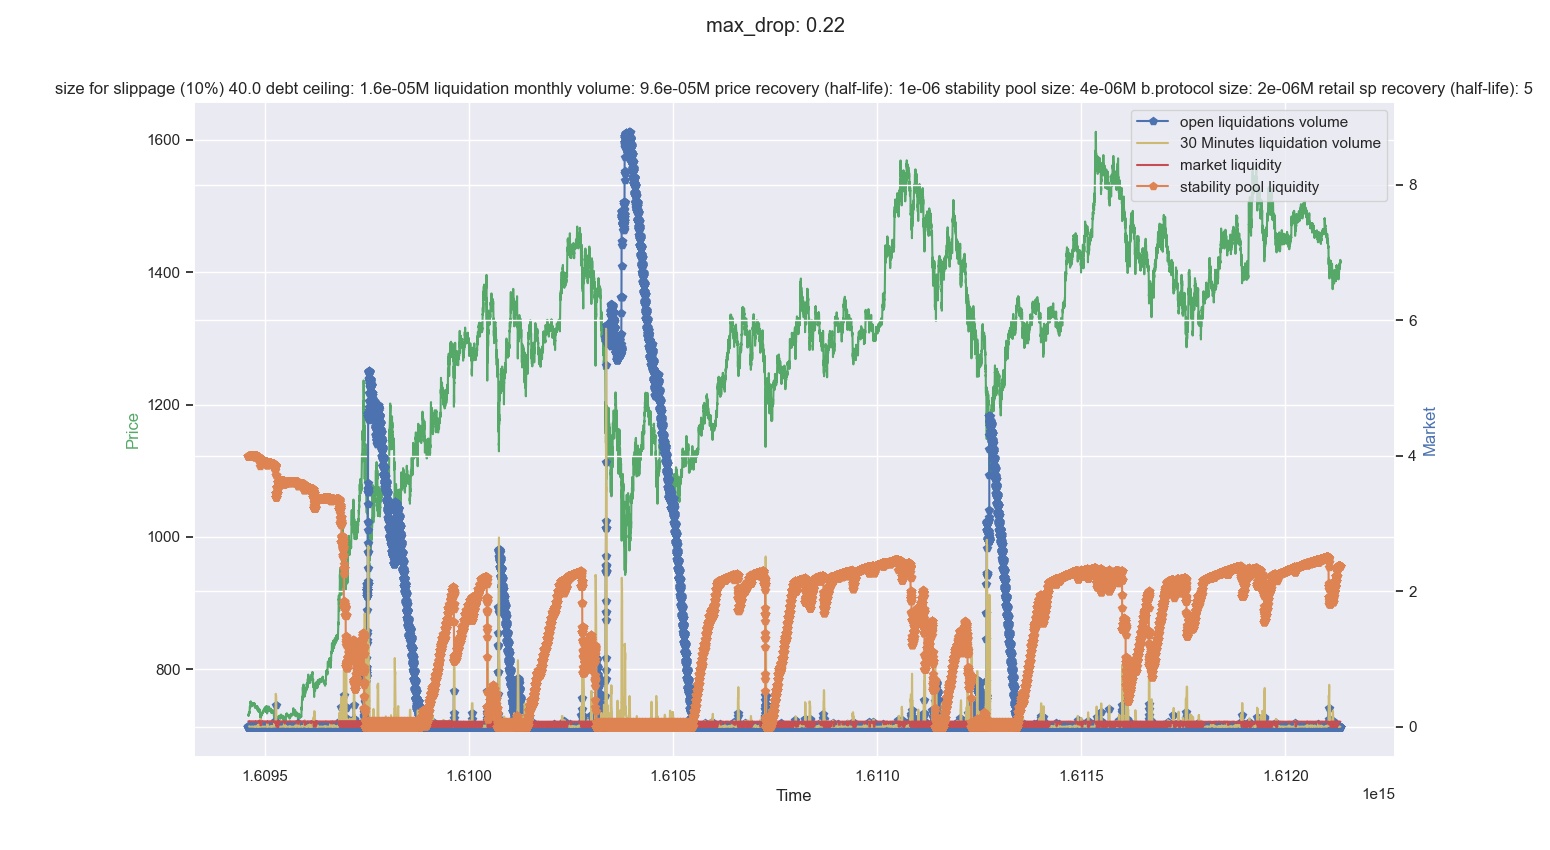 max_drop: 0.22
size for slippage (10%) 40.0 debt ceiling: 1.6e-05M liquidation monthly volume: 9.6e-05M price recovery (half-life): 1e-06 stability pool size: 4e-06M b.protocol size: 2e-06M retail sp recovery (half-life): 5
open liquidations volume
30 Minutes liquidation volume
market liquidity
stability pool liquidity
1600
1400
1200
1000
800
Price
8
6
4
2
0
Market
1.6095
1.6100
1.6105
1.6110
1.6115
1.6120
1e15
Time